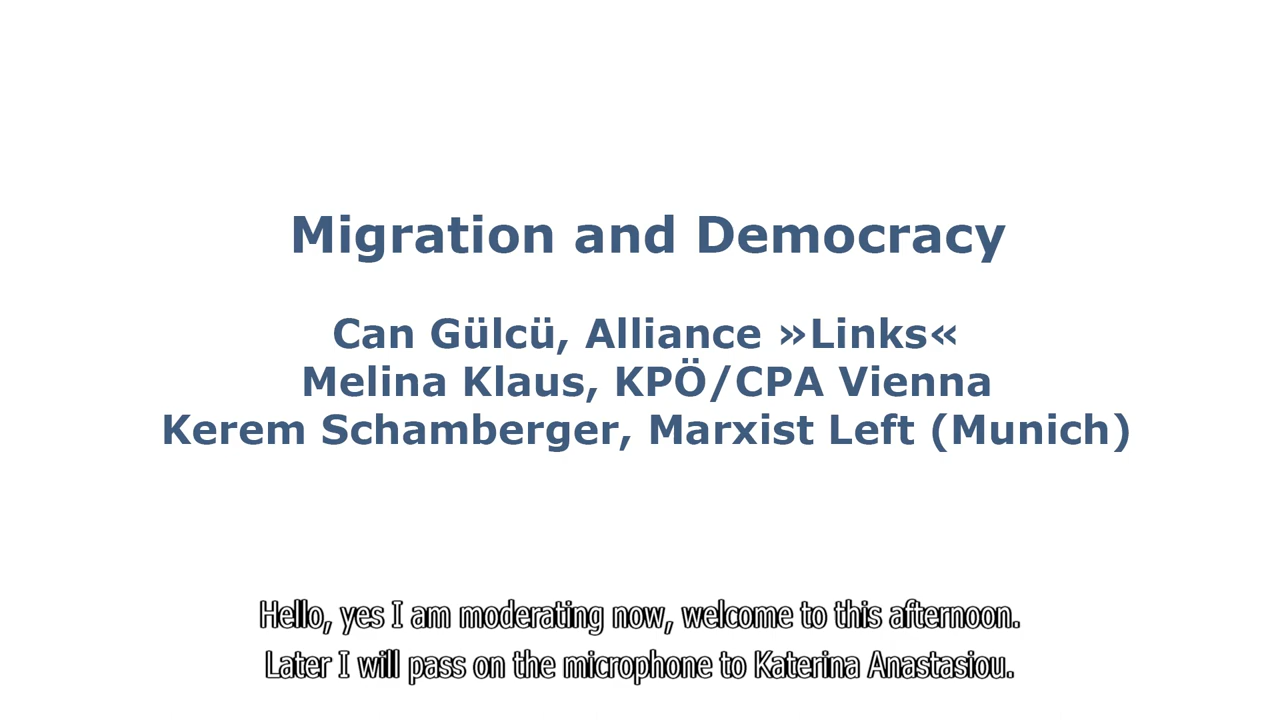 Migration and Democracy
Can Gülcü, Alliance »Links«
Melina Klaus, KPÖ/CPA Vienna
Kerem Schamberger, Marxist Left (Munich)
Hello, yes I am moderating now, welcome to this afternoon.
Later I will pass on the microphone to Katerina Anastasiou.